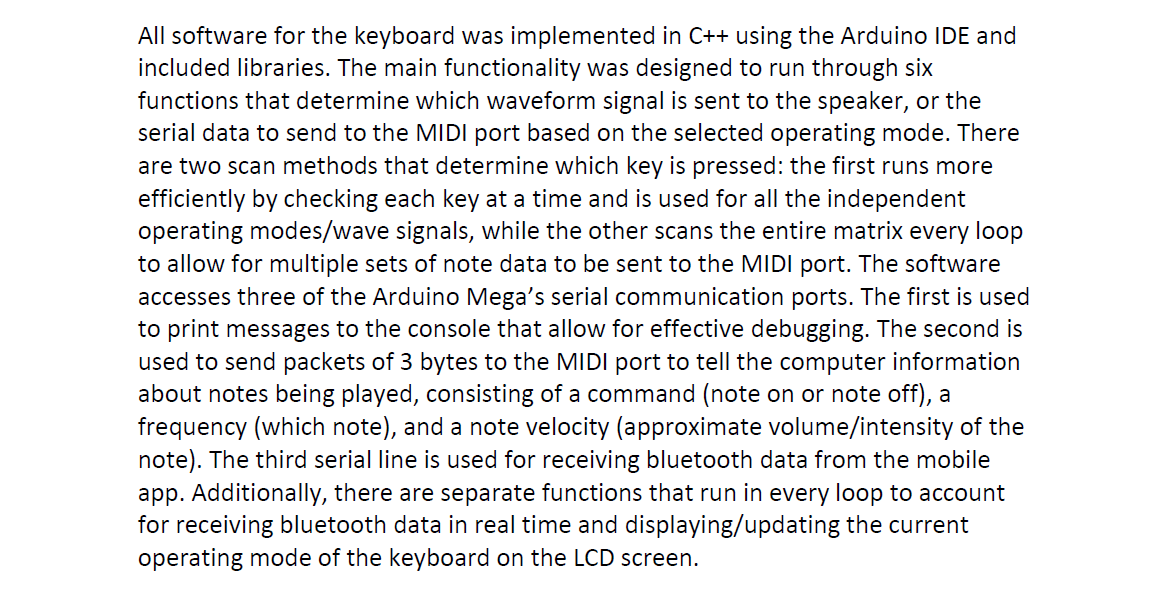 All software for the keyboard was implemented in C++ using the Arduino IDE and
included libraries. The main functionality was designed to run through six
functions that determine which waveform signal is sent to the speaker, or the
serial data to send to the MIDI port based on the selected operating mode. There
are two scan methods that determine which key is pressed: the first runs more
efficiently by checking each key at a time and is used for all the independent
operating modes/wave signals, while the other scans the entire matrix every loop
to allow for multiple sets of note data to be sent to the MIDI port. The software
accesses three of the Arduino Mega’s serial communication ports. The first is used
to print messages to the console that allow for effective debugging. The second is
used to send packets of 3 bytes to the MIDI port to tell the computer information
about notes being played, consisting of a command (note on or note off), a
frequency (which note), and a note velocity (approximate volume/intensity of the
note). The third serial line is used for receiving bluetooth data from the mobile
app. Additionally, there are separate functions that run in every loop to account
for receiving bluetooth data in real time and displaying/updating the current
operating mode of the keyboard on the LCD screen.